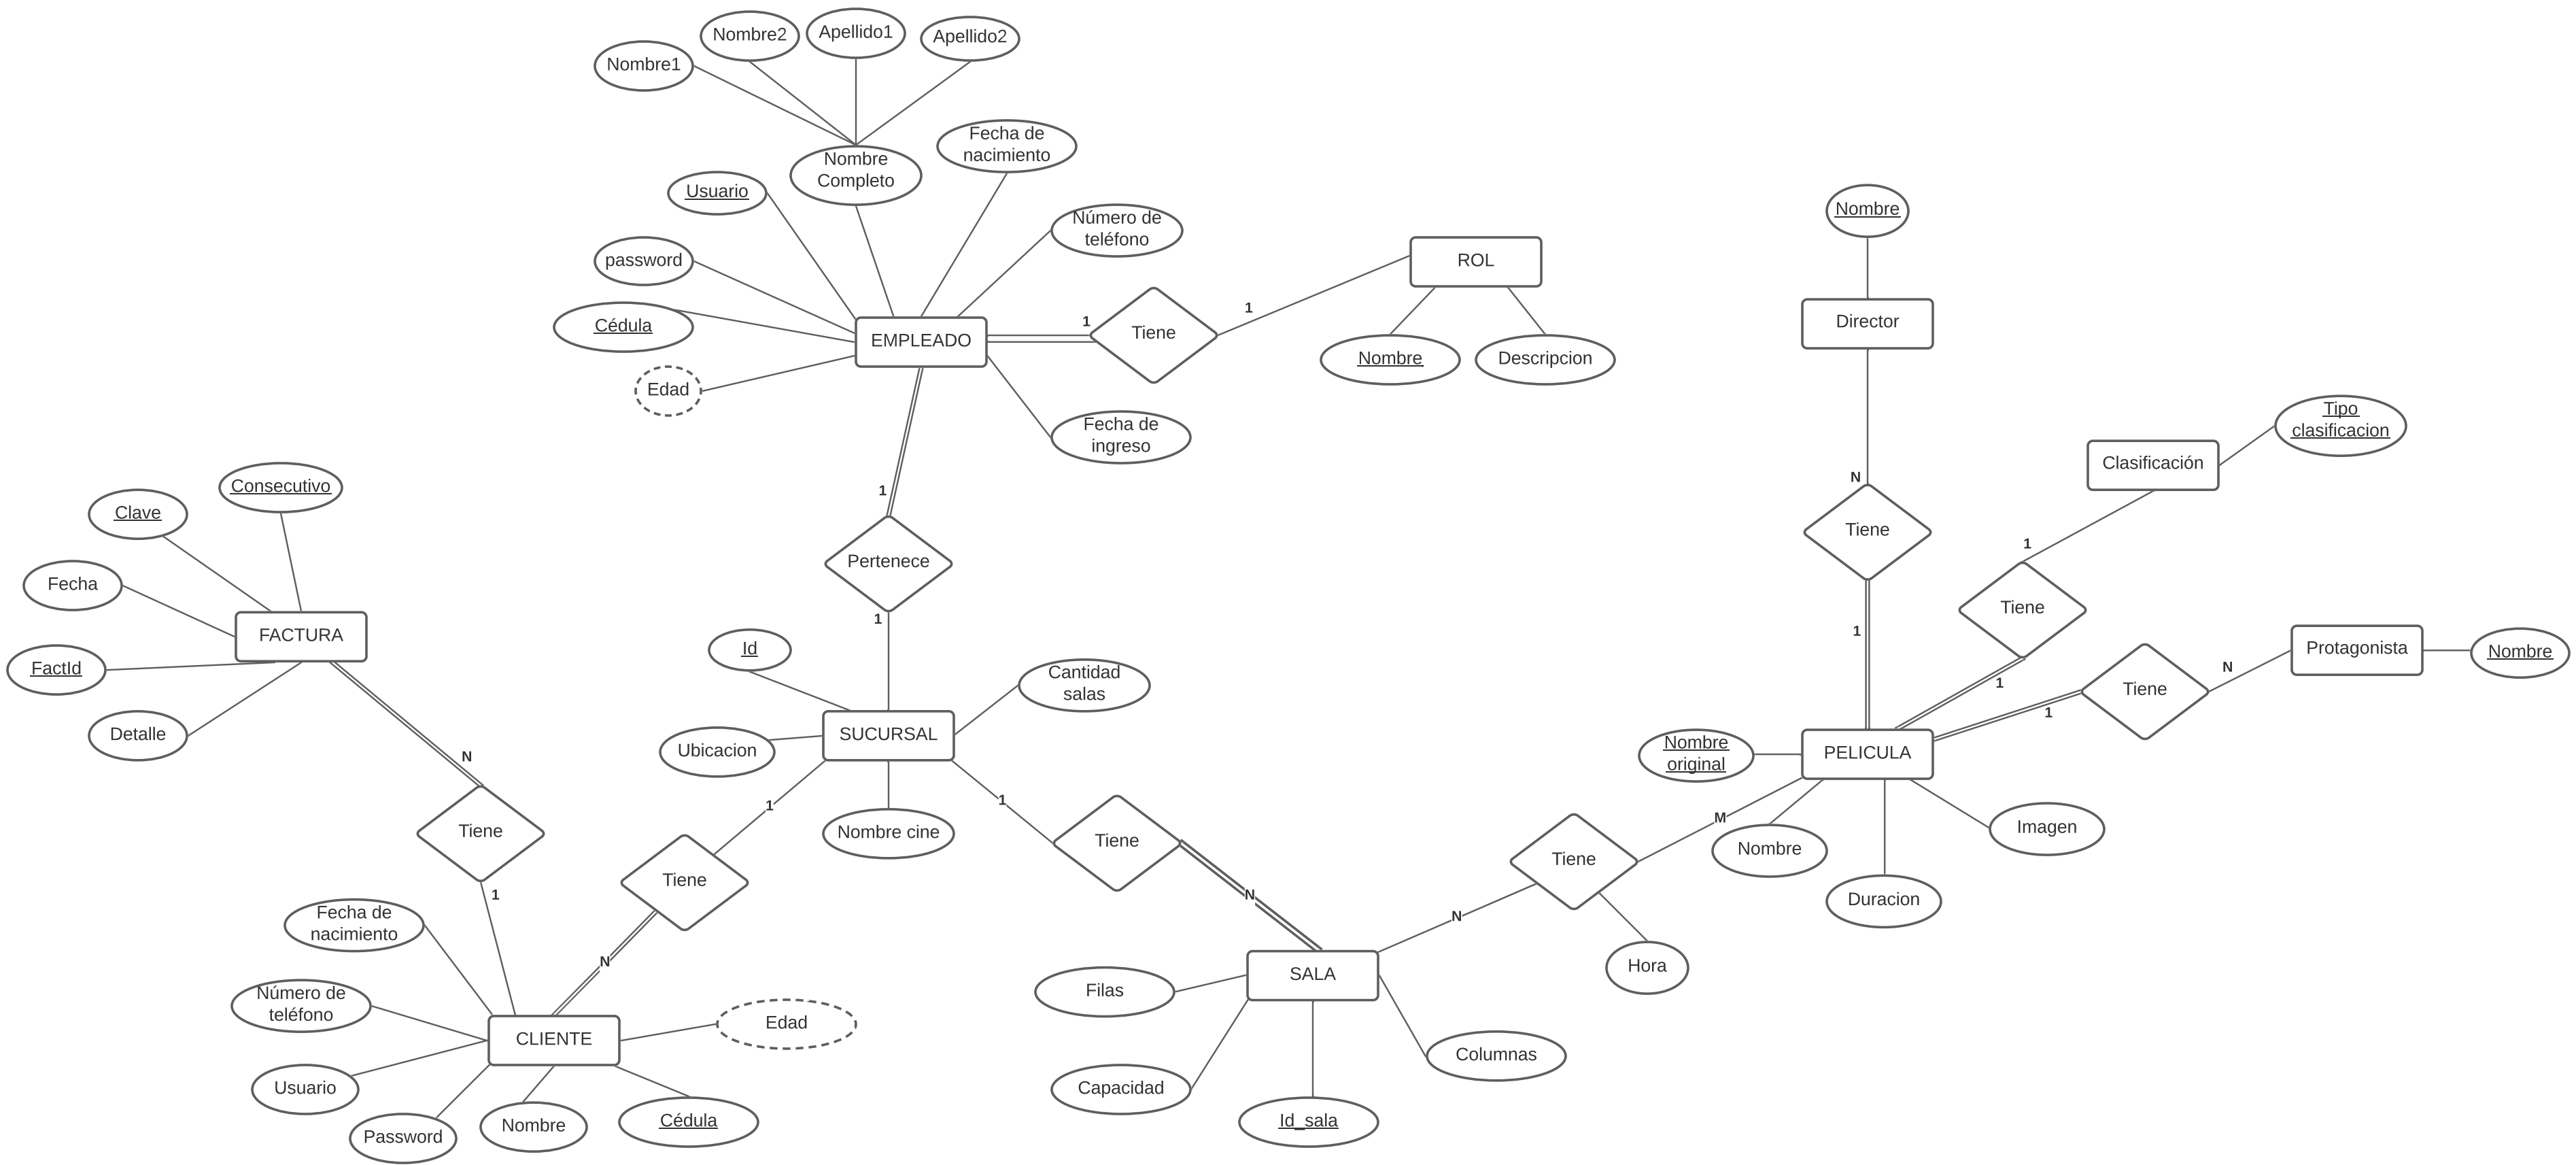 Nombre1
Nombre2
Apellido1
Apellido2
Nombre
Completo
Fecha de
nacimiento
Usuario
Número de
teléfono
password
Cédula
Edad
EMPLEADO
1
Tiene
1
ROL
Nombre
Descripcion
Fecha de
ingreso
1
Pertenece
1
Nombre
Director
N
Tiene
1
Tipo
clasificacion
Clasificación
1
Tiene
1
Protagonista
Nombre
N
Tiene
1
Nombre
original
PELICULA
Nombre
Duracion
Imagen
M
Tiene
Hora
N
Consecutivo
Clave
Fecha
FACTURA
FactId
Detalle
N
Tiene
1
Id
Cantidad
salas
SUCURSAL
Ubicacion
Nombre cine
1
Tiene
N
1
Tiene
N
Fecha de
nacimiento
Número de
teléfono
CLIENTE
Edad
Usuario
Password
Nombre
Cédula
SALA
Filas
Capacidad
Id_sala
Columnas